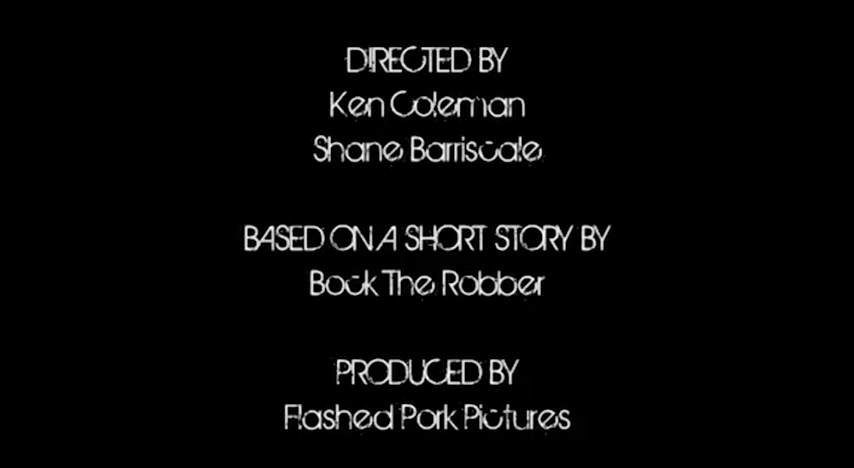 DIRECTED BY
Ken Coleman
Shane Barriscale
BASED ON A SHORT STORY BY
Bock The Robber
PRODUCED BY
Flashed Pork Pictures